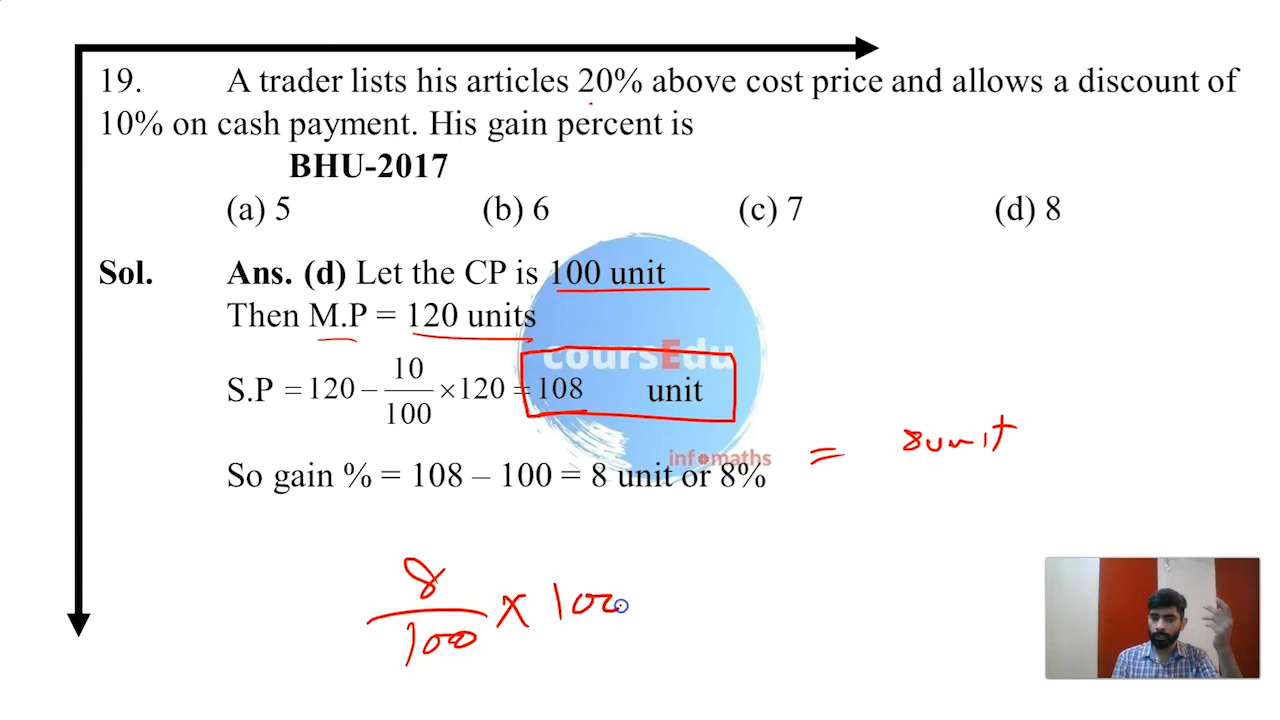 19. A trader lists his articles 20% above cost price and allows a discount of
10% on cash payment. His gain percent is
BHU-2017
(a) 5 (b) 6 (c) 7 (d) 8
Sol. Ans. (d) Let the CP is 100 unit
Then M.P = 120 units
coursEdu
S.P = 120 – 10/100 × 120 = 108 unit
= 8 unit
infomaths
So gain % = 108 – 100 = 8 unit or 8%
8/100 × 100